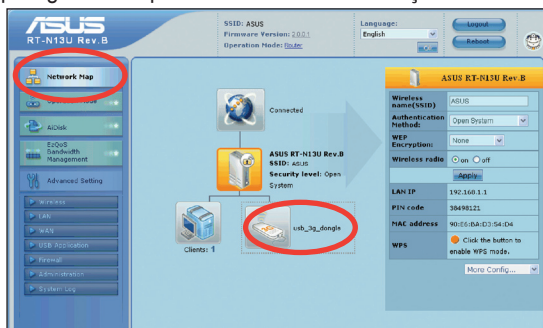 ASUS
RT-N13U Rev.B
SSID: ASUS
Firmware Version: 2.0.0.1
Operation Mode: Router
Language:
English
Logout
Reboot
Network Map
Operation Mode
AiDisk
EzQoS
Bandwidth
Management
Advanced Setting
Wireless
LAN
WAN
USB Application
Firewall
Administration
System Log
Connected
ASUS RT-N13U Rev.B
SSID: ASUS
Security level: Open
System
Clients: 1
usb_3g_dongle
ASUS RT-N13U Rev.B
Wireless
name(SSID)
ASUS
Authentication
Method:
Open System
WEP
Encryption:
None
Wireless radio
on off
Apply
LAN IP
192.168.1.1
PIN code
38498121
MAC address
90:E6:BA:D3:54:D4
WPS
Click the button to
enable WPS mode.
More Config...